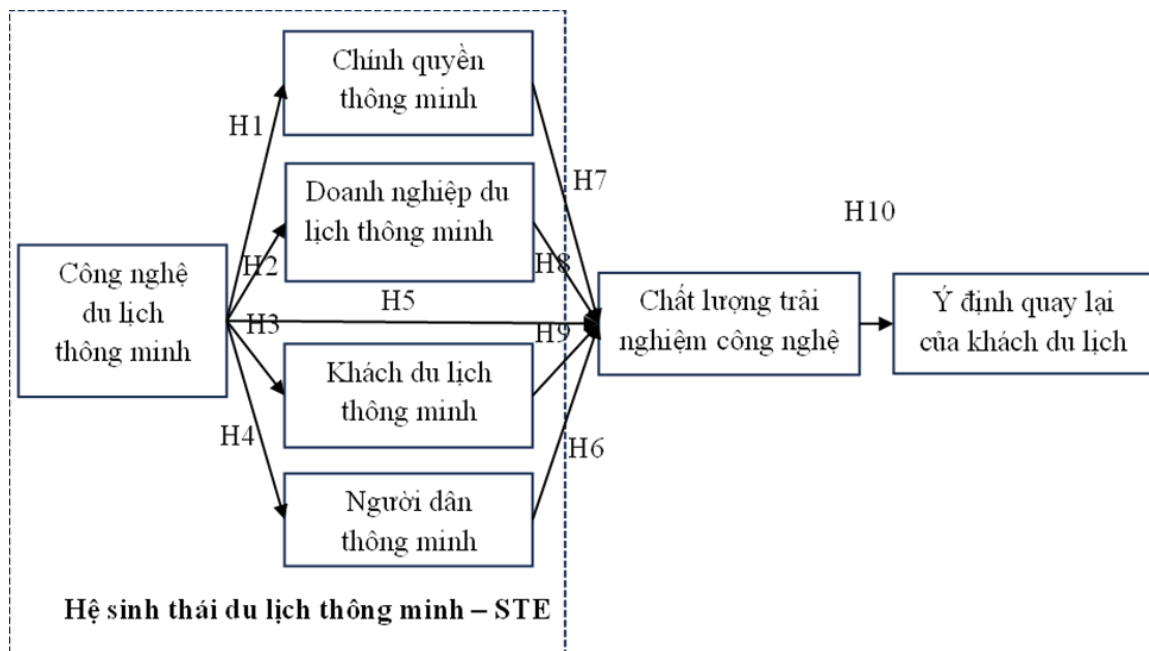 Chính quyền
thông minh
H1
Doanh nghiệp du
lịch thông minh
H7
H10
Công nghệ
du lịch
thông minh
H2
H8
H5
Chất lượng trải
nghiệm công nghệ
Ý định quay lại
của khách du lịch
H3
H9
Khách du lịch
thông minh
H4
H6
Người dân
thông minh
Hệ sinh thái du lịch thông minh – STE